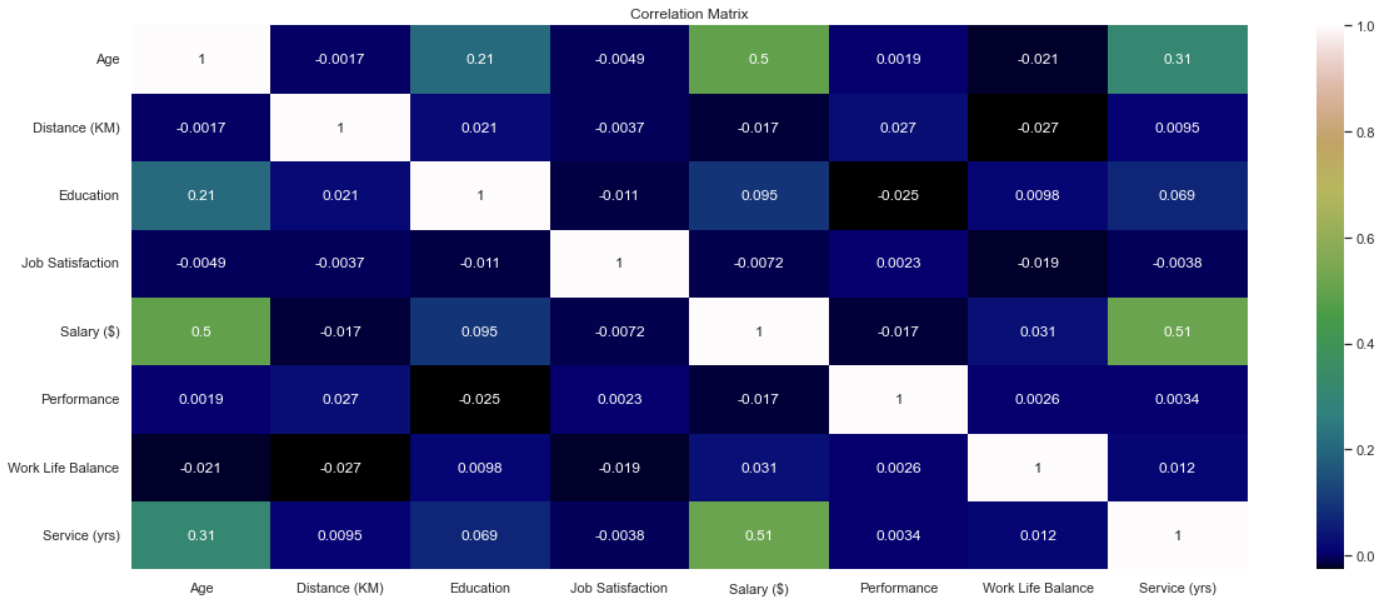 Correlation Matrix
Age 1 -0.0017 0.21 -0.0049 0.5 0.0019 -0.021 0.31
Distance (KM) -0.0017 1 0.021 -0.0037 -0.017 0.027 -0.027 0.0095
Education 0.21 0.021 1 -0.011 0.095 -0.025 0.0098 0.069
Job Satisfaction -0.0049 -0.0037 -0.011 1 -0.0072 0.0023 -0.019 -0.0038
Salary ($) 0.5 -0.017 0.095 -0.0072 1 -0.017 0.031 0.51
Performance 0.0019 0.027 -0.025 0.0023 -0.017 1 0.0026 0.0034
Work Life Balance -0.021 -0.027 0.0098 -0.019 0.031 0.0026 1 0.012
Service (yrs) 0.31 0.0095 0.069 -0.0038 0.51 0.0034 0.012 1
Age Distance (KM) Education Job Satisfaction Salary ($) Performance Work Life Balance Service (yrs)
1.0
0.8
0.6
0.4
0.2
0.0